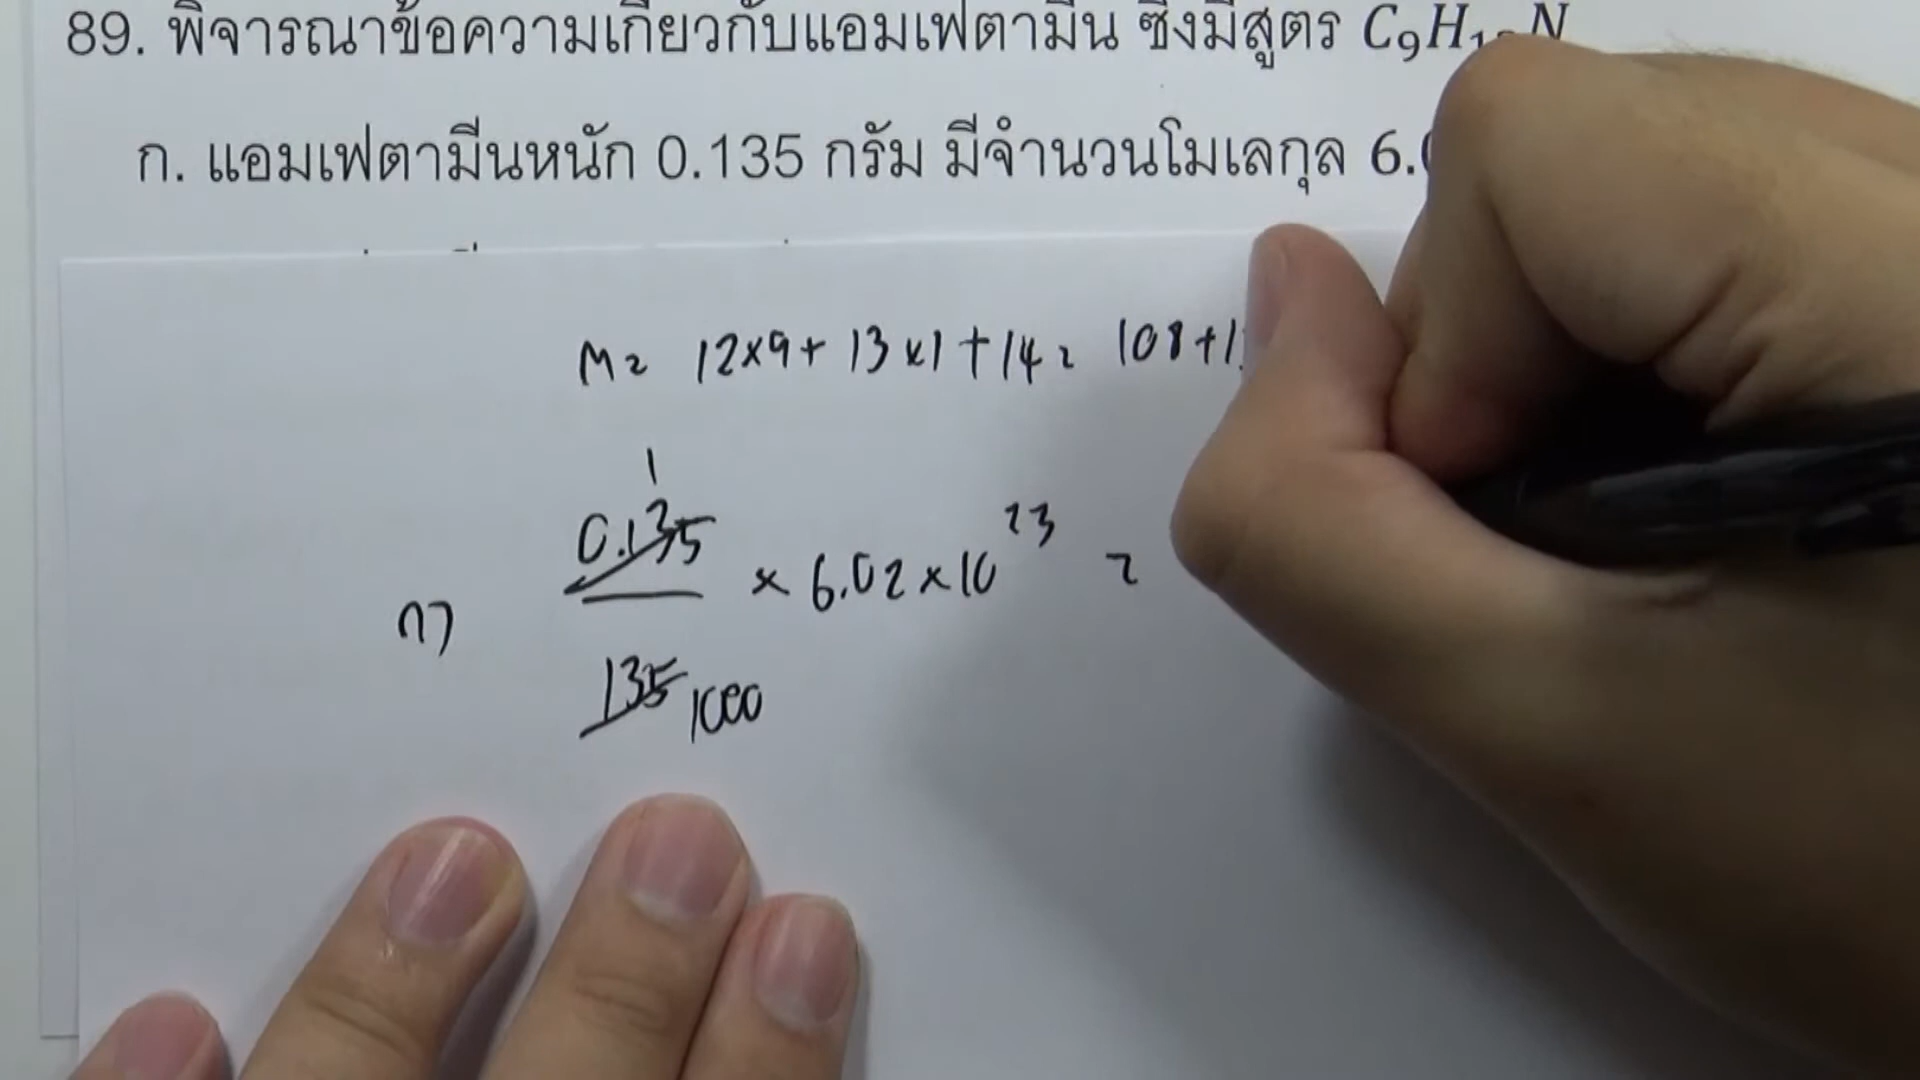 89. พิจารณาข้อความเกี่ยวกับแอมเฟตามีน ซึ่งมีสูตร C₉H₁ N
ก. แอมเฟตามีนหนัก 0.135 กรัม มีจำนวนโมเลกุล 6.
M = 12×9 + 13×1 + 14 = 108+1
1
0.135
ก) × 6.02×10²³ =
135 1000